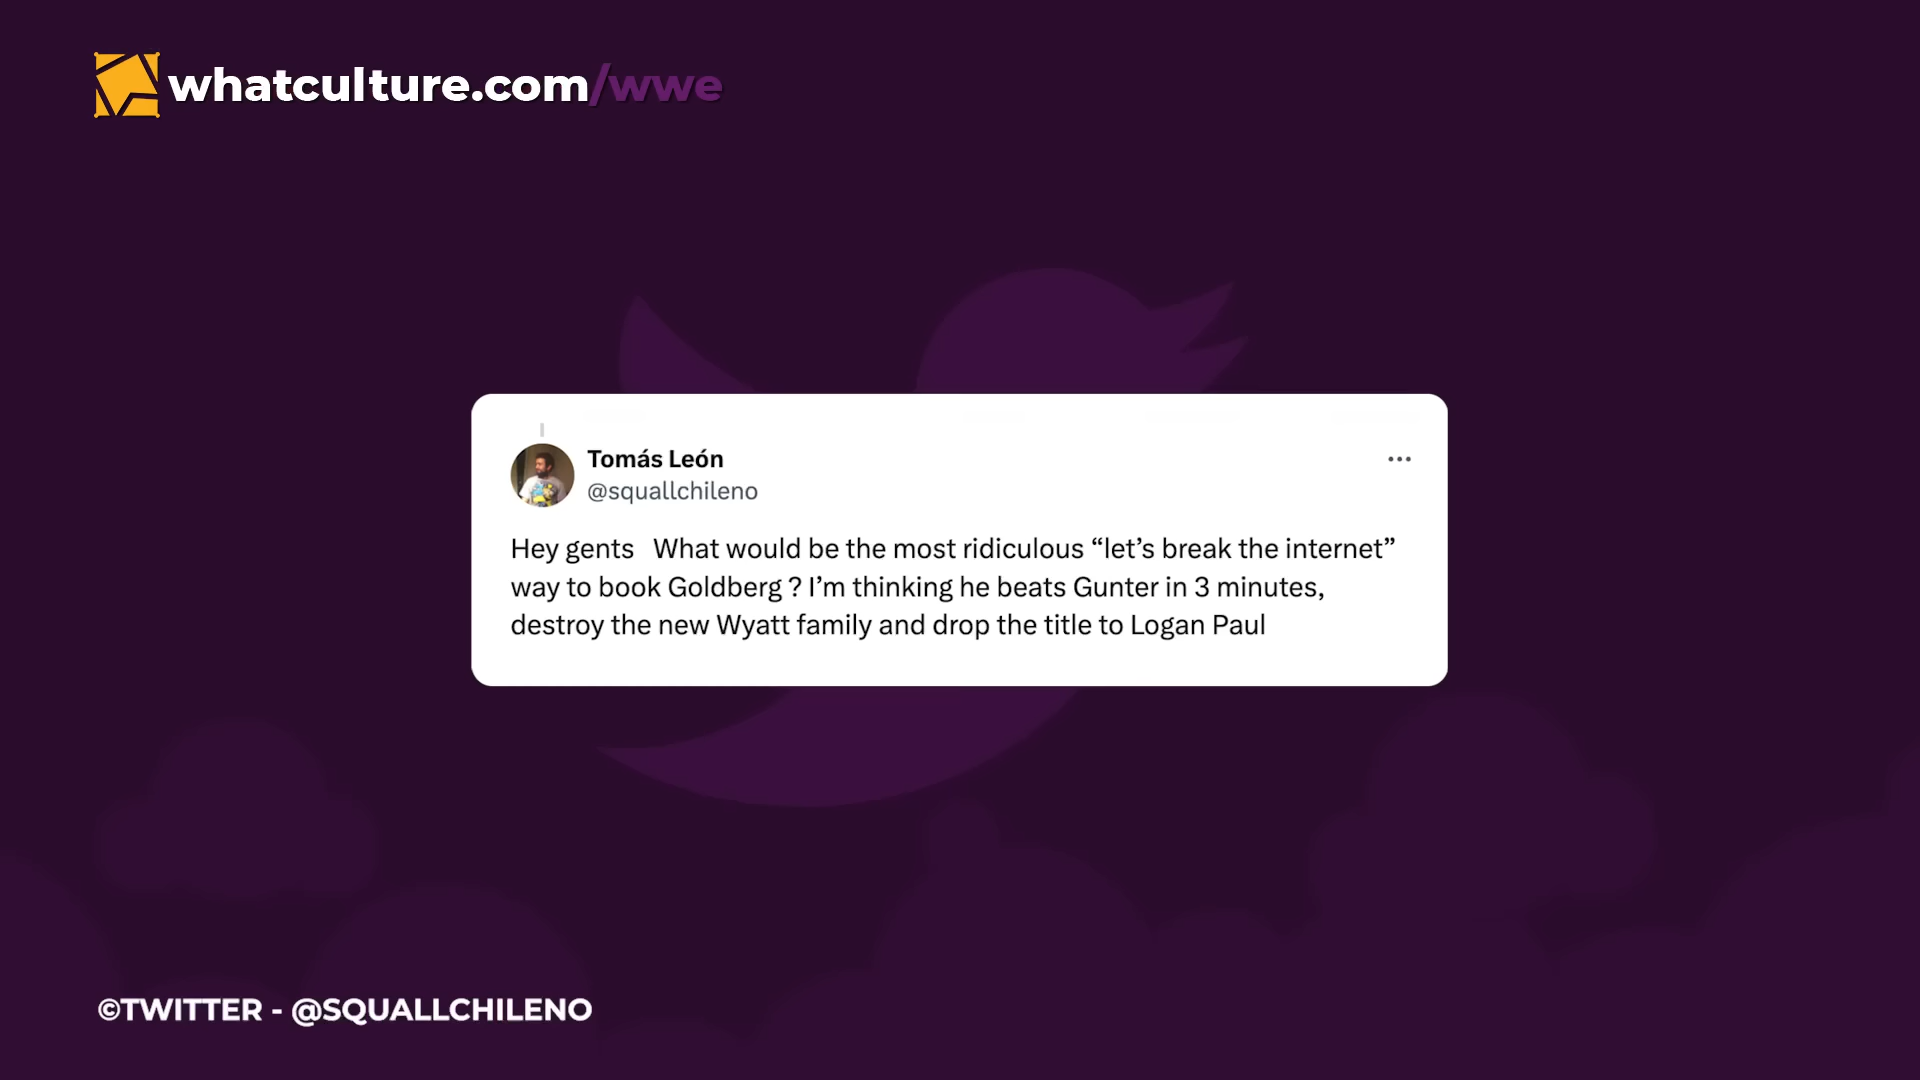 whatculture.com/wwe
Tomás León
@squallchileno
Hey gents   What would be the most ridiculous “let’s break the internet”
way to book Goldberg ? I’m thinking he beats Gunter in 3 minutes,
destroy the new Wyatt family and drop the title to Logan Paul
©TWITTER - @SQUALLCHILENO